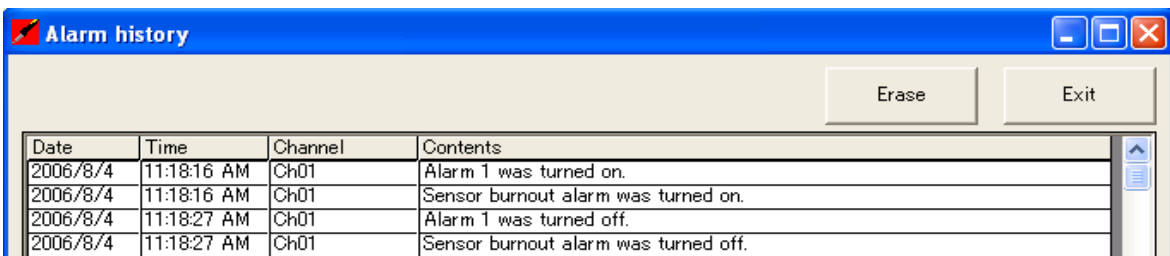 Alarm history
Erase Exit
Date Time Channel Contents
2006/8/4 11:18:16 AM Ch01 Alarm 1 was turned on.
2006/8/4 11:18:16 AM Ch01 Sensor burnout alarm was turned on.
2006/8/4 11:18:27 AM Ch01 Alarm 1 was turned off.
2006/8/4 11:18:27 AM Ch01 Sensor burnout alarm was turned off.